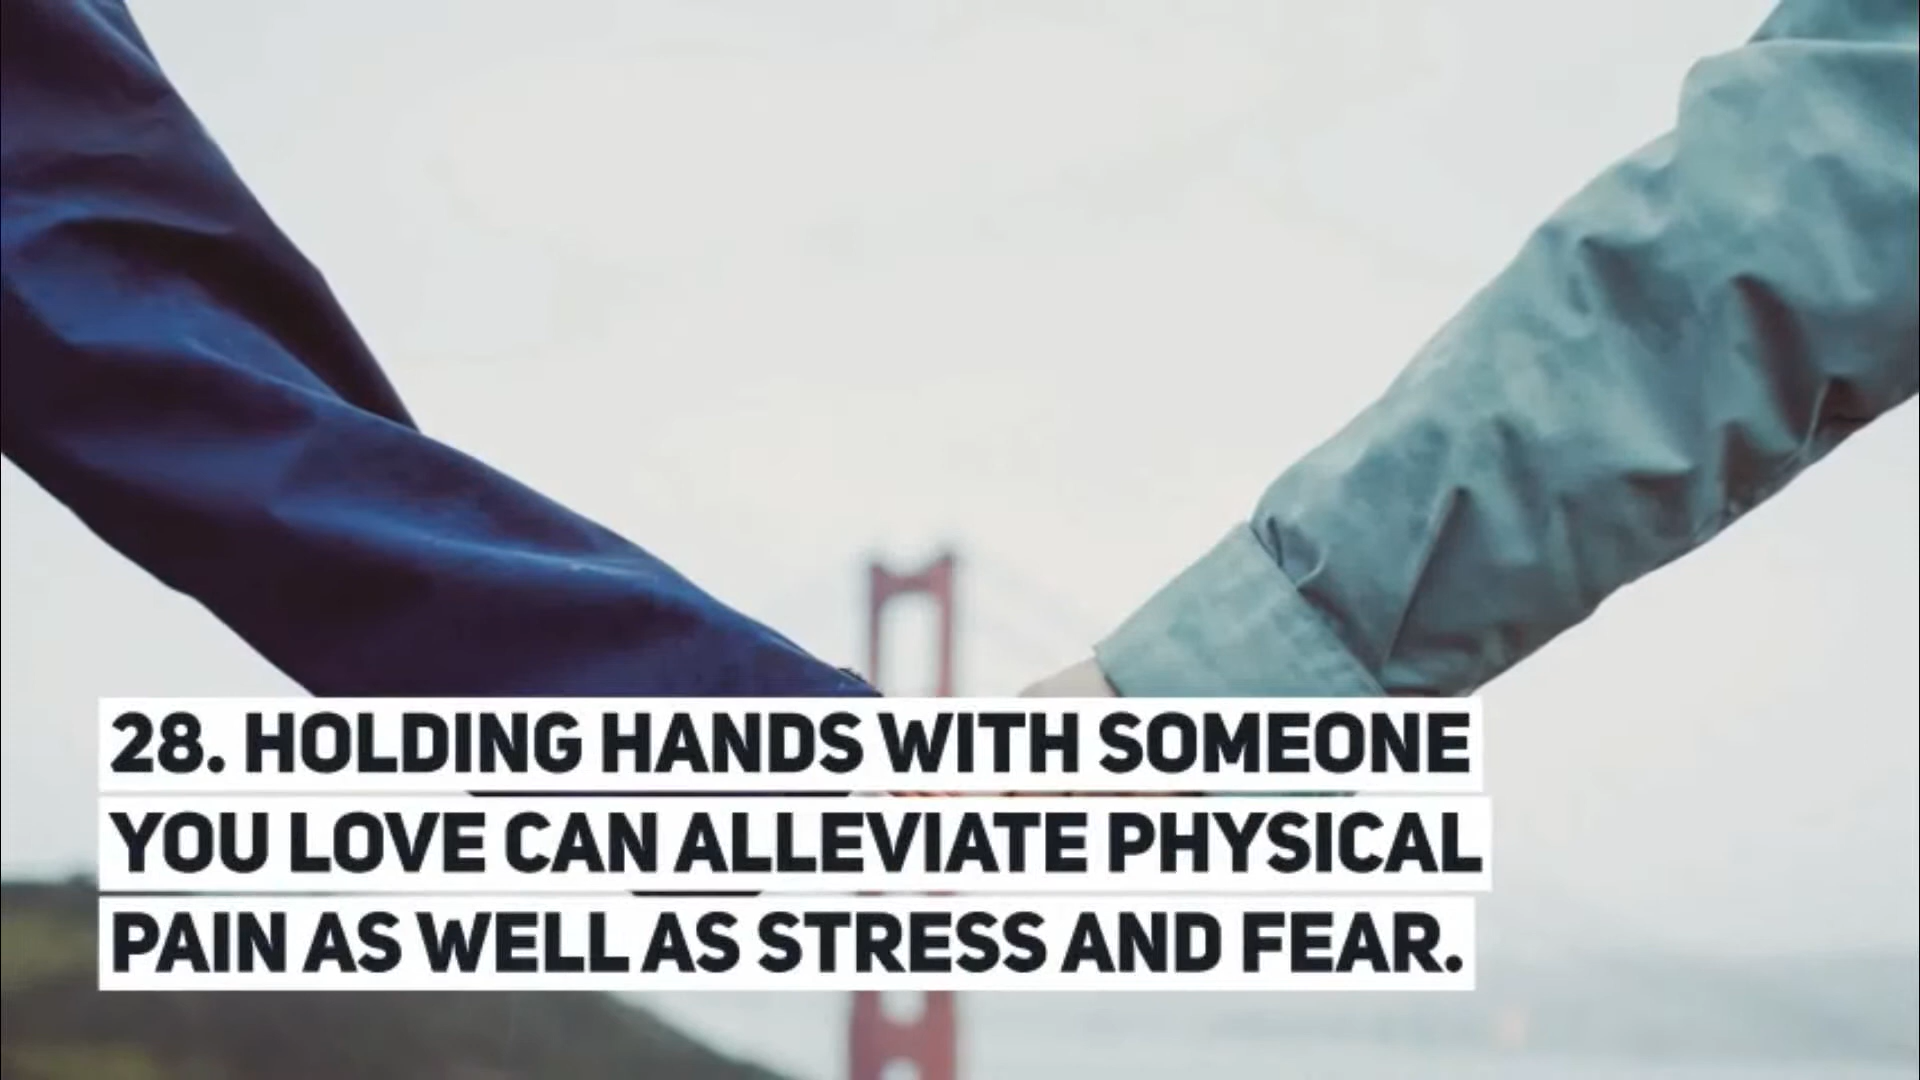 28. HOLDING HANDS WITH SOMEONE
YOU LOVE CAN ALLEVIATE PHYSICAL
PAIN AS WELL AS STRESS AND FEAR.